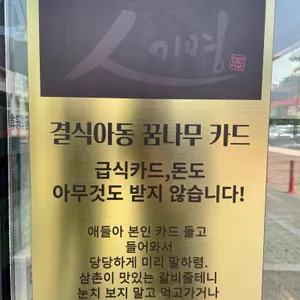 人 기명
결식아동 꿈나무 카드
급식카드,돈도
아무것도 받지 않습니다!
애들아 본인 카드 들고
들어와서
당당하게 미리 말하렴.
삼촌이 맛있는 갈비줄테니
눈치 보지 말고 먹고가거나